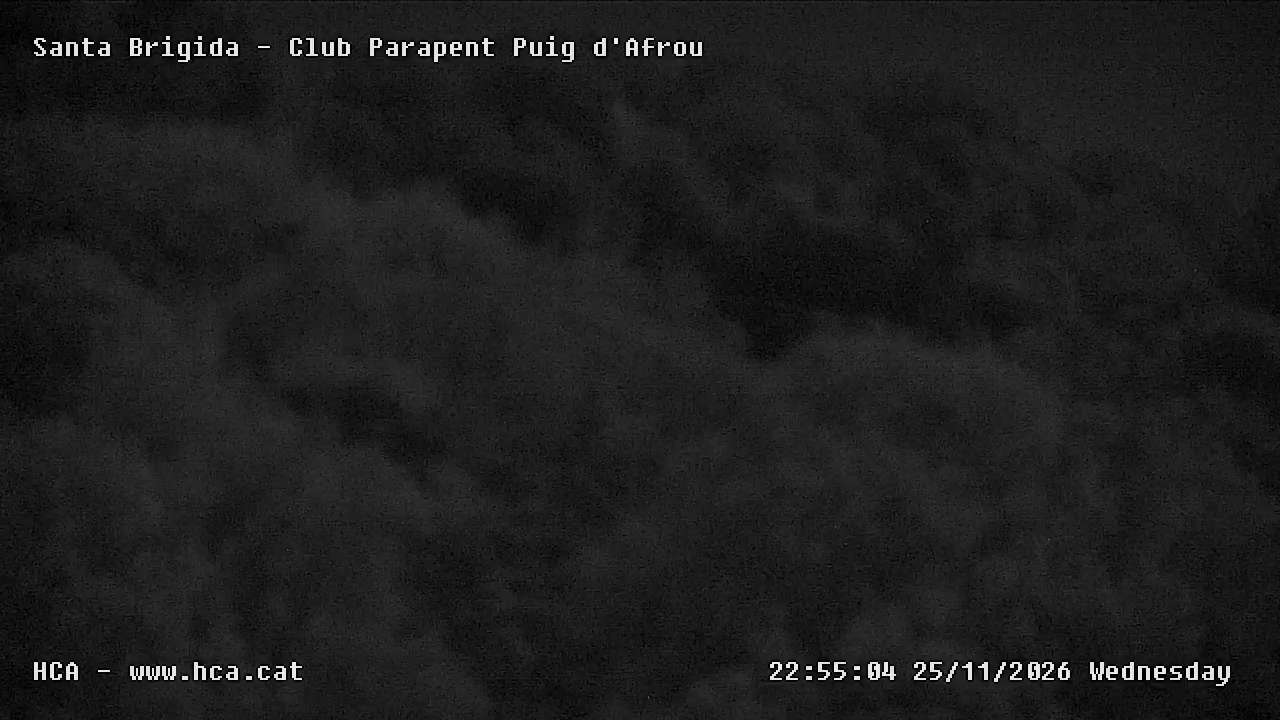 Santa Brigida - Club Parapent Puig d'Afrou
HCA - www.hca.cat
22:55:04 25/11/2026 Wednesday